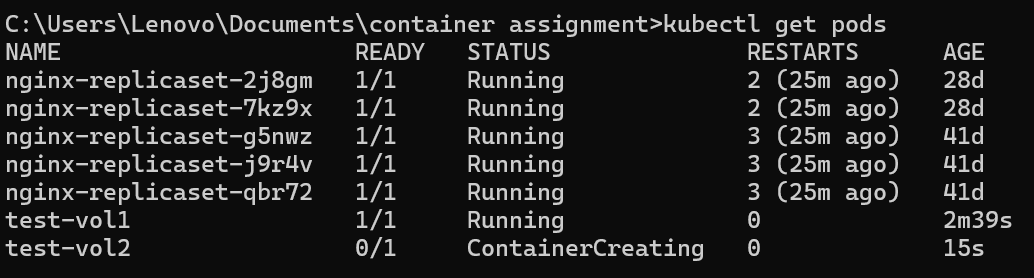 C:\Users\Lenovo\Documents\container assignment>kubectl get pods
NAME READY STATUS RESTARTS AGE
nginx-replicaset-2j8gm 1/1 Running 2 (25m ago) 28d
nginx-replicaset-7kz9x 1/1 Running 2 (25m ago) 28d
nginx-replicaset-g5nwz 1/1 Running 3 (25m ago) 41d
nginx-replicaset-j9r4v 1/1 Running 3 (25m ago) 41d
nginx-replicaset-qbr72 1/1 Running 3 (25m ago) 41d
test-vol1 1/1 Running 0 2m39s
test-vol2 0/1 ContainerCreating 0 15s